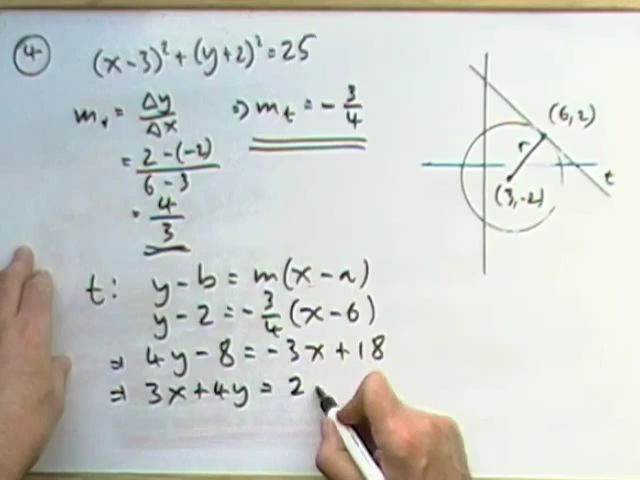 ④ (x-3)²+(y+2)²=25
mᵣ = Δy/Δx ⇒ mₜ = -3/4
= 2-(-2)/6-3
= 4/3
(6,2)
r
(3,-2)
t
t: y-b = m(x-a)
y-2 = -3/4(x-6)
⇒ 4y-8 = -3x+18
⇒ 3x+4y = 2